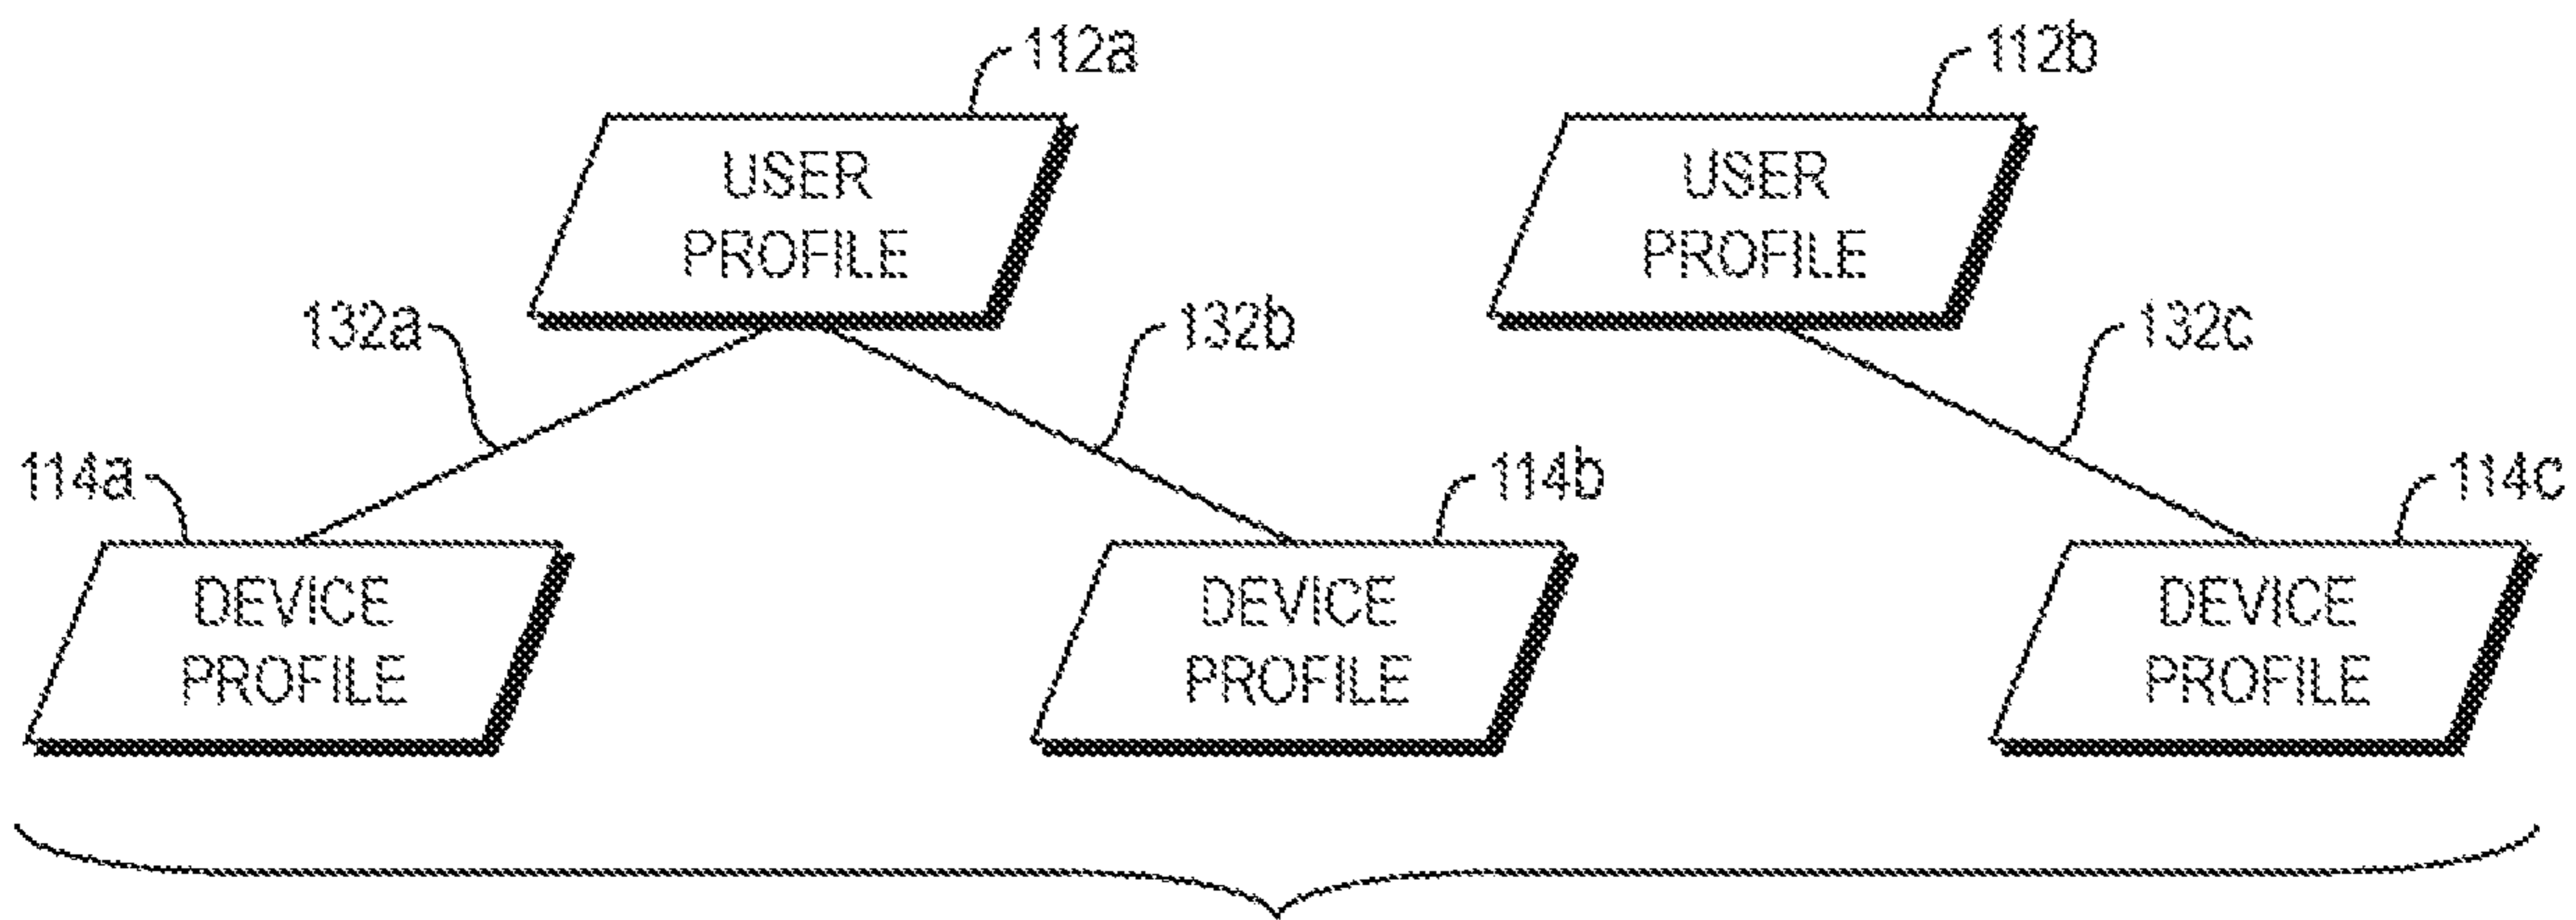 112a
112b
USER
PROFILE
USER
PROFILE
132a
132b
132c
114a
114b
114c
DEVICE
PROFILE
DEVICE
PROFILE
DEVICE
PROFILE